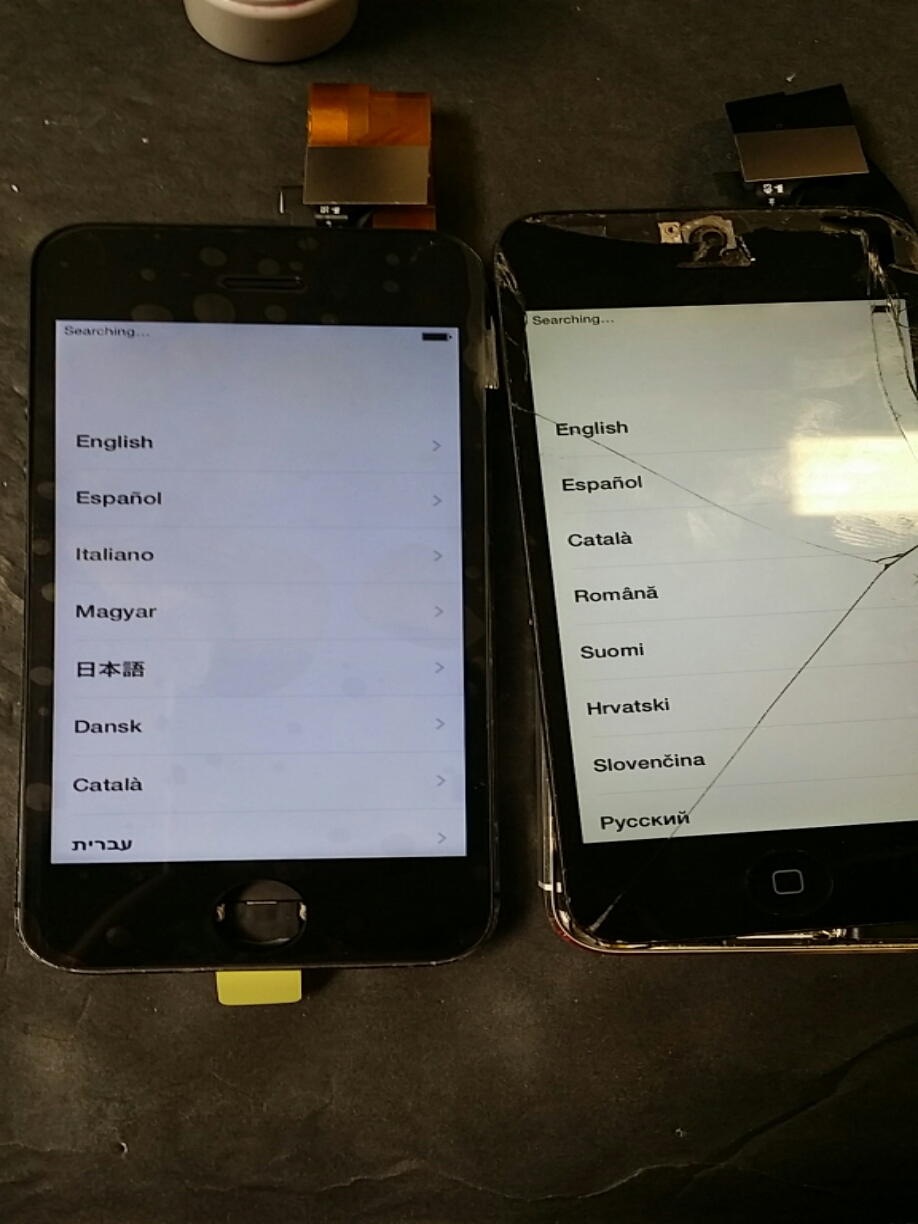 Searching...
English
Español
Italiano
Magyar
日本語
Dansk
Català
עברית
Searching...
English
Español
Català
Română
Suomi
Hrvatski
Slovenčina
Русский